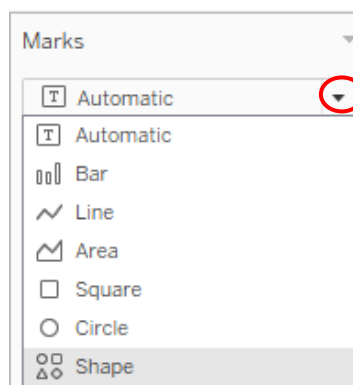 Marks
T Automatic
T Automatic
Bar
Line
Area
Square
Circle
Shape